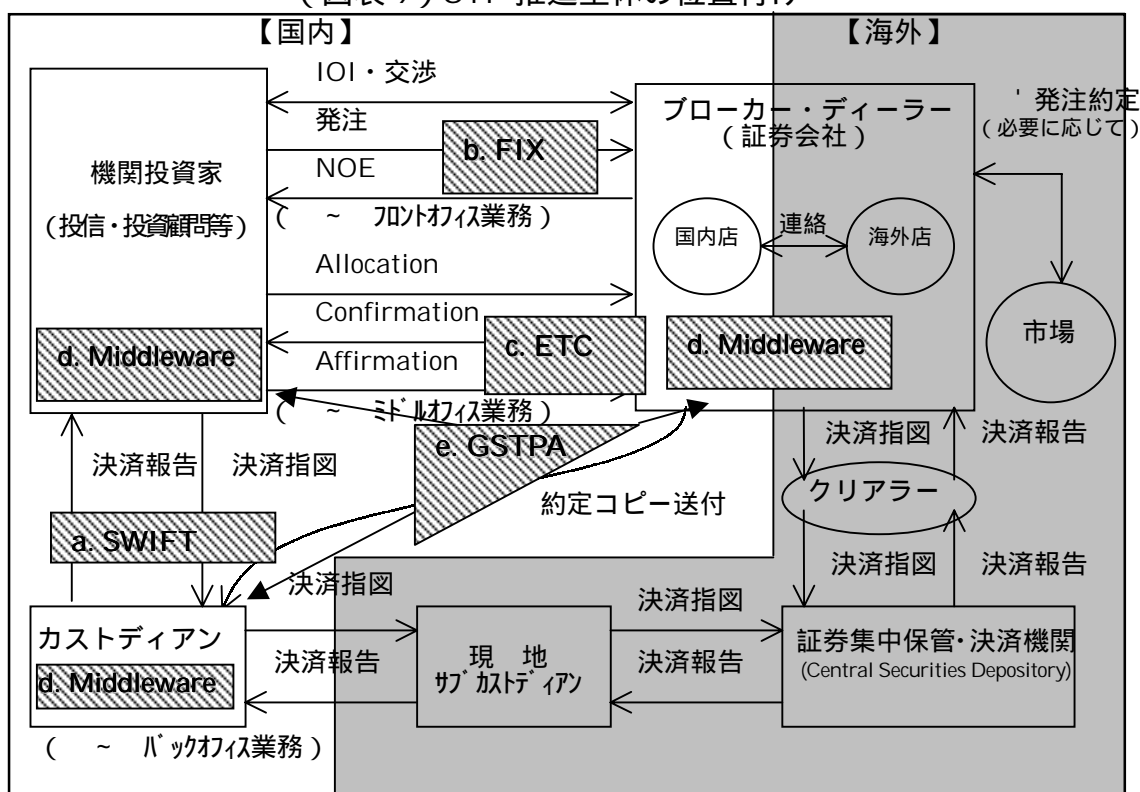 【国内】
【海外】
IOI・交渉
発注
b. FIX
NOE
( ～ フロントオフィス業務)
機関投資家
(投信・投資顧問等)
ブローカー・ディーラー
(証券会社)
' 発注約定
(必要に応じて)
国内店
連絡
海外店
Allocation
Confirmation
c. ETC
Affirmation
( ～ ミドルオフィス業務)
d. Middleware
d. Middleware
市場
e. GSTPA
決済報告
決済指図
約定コピー送付
決済指図
決済報告
クリアラー
a. SWIFT
決済指図
決済報告
決済指図
カストディアン
d. Middleware
決済報告
現 地
サブカストディアン
決済指図
決済報告
証券集中保管・決済機関
(Central Securities Depository)
( ～ バックオフィス業務)